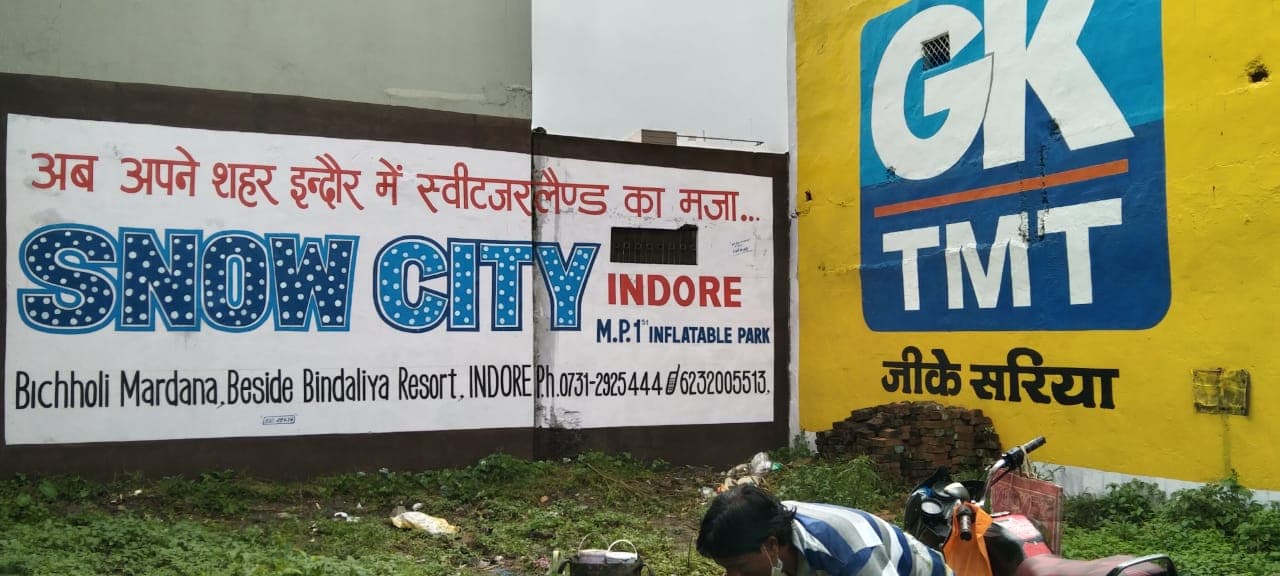 अब अपने शहर इन्दौर में स्वीटजरलैण्ड का मजा...
SNOW CITY
INDORE
M.P.1st INFLATABLE PARK
Bichholi Mardana, Beside Bindaliya Resort, INDORE Ph.0731-2925444 6232005513,
GK
TMT
जीके सरिया